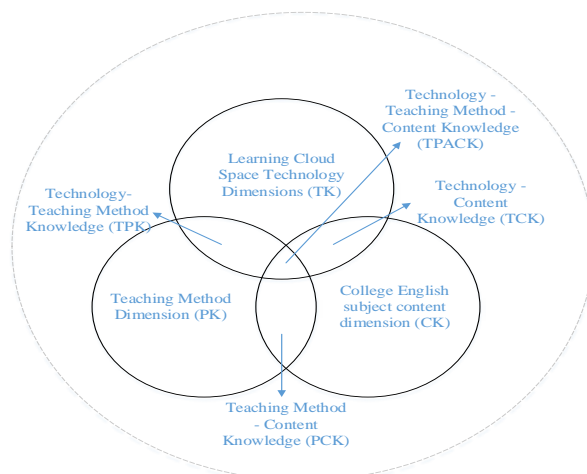 Technology -
Teaching Method -
Content Knowledge
(TPACK)
Learning Cloud
Space Technology
Dimensions (TK)
Technology -
Content
Knowledge (TCK)
Technology-
Teaching Method
Knowledge (TPK)
Teaching Method
Dimension (PK)
College English
subject content
dimension (CK)
Teaching Method
- Content
Knowledge (PCK)